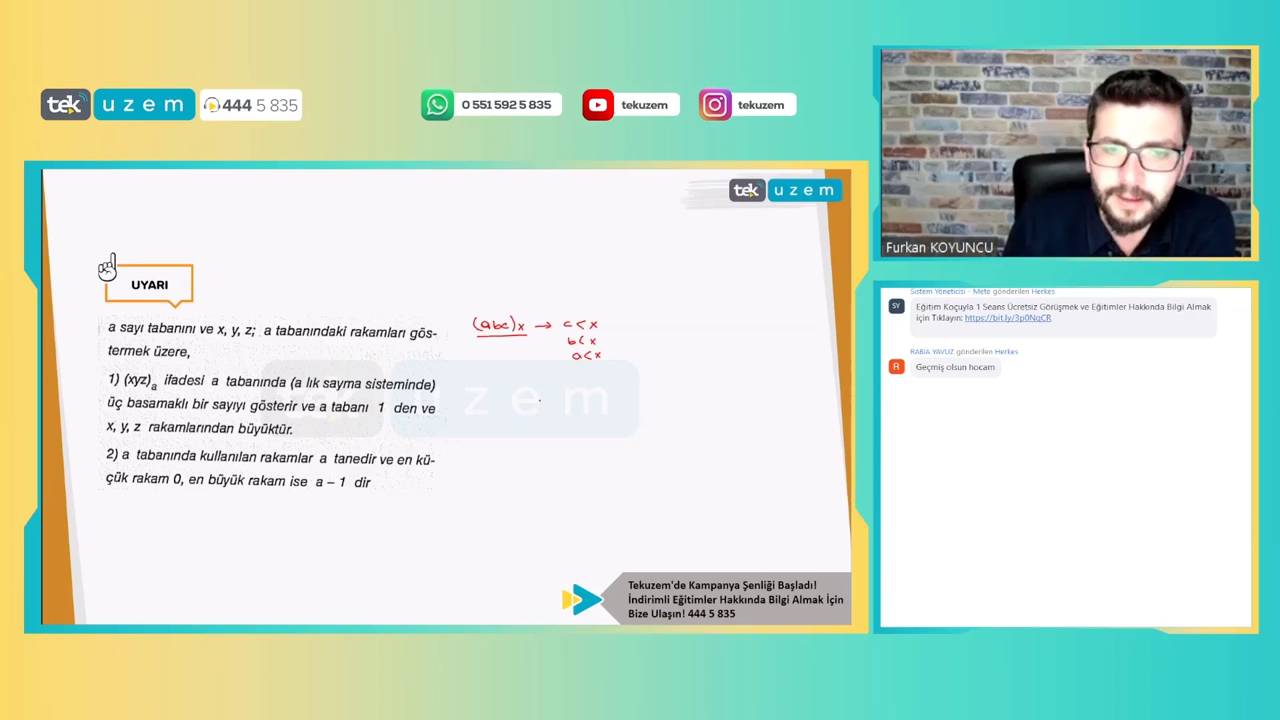 tek uzem 444 5 835
0 551 592 5 835
tekuzem
tekuzem
tek uzem
UYARI
a sayı tabanını ve x, y, z; a tabanındaki rakamları gös-
termek üzere,
1) (xyz)a ifadesi a tabanında (a lık sayma sisteminde)
üç basamaklı bir sayıyı gösterir ve a tabanı 1 den ve
x, y, z rakamlarından büyüktür.
2) a tabanında kullanılan rakamlar a tanedir ve en kü-
çük rakam 0, en büyük rakam ise a – 1 dir
(abc)x → c < x
b < x
a < x
tek uzem
Tekuzem'de Kampanya Şenliği Başladı!
İndirimli Eğitimler Hakkında Bilgi Almak İçin
Bize Ulaşın! 444 5 835
Furkan KOYUNCU
Sistem Yöneticisi - Mete gönderilen Herkes
SY
Eğitim Koçuyla 1 Seans Ücretsiz Görüşmek ve Eğitimler Hakkında Bilgi Almak
için Tıklayın: https://bit.ly/3p0NqCR
RABIA YAVUZ gönderilen Herkes
R
Geçmiş olsun hocam